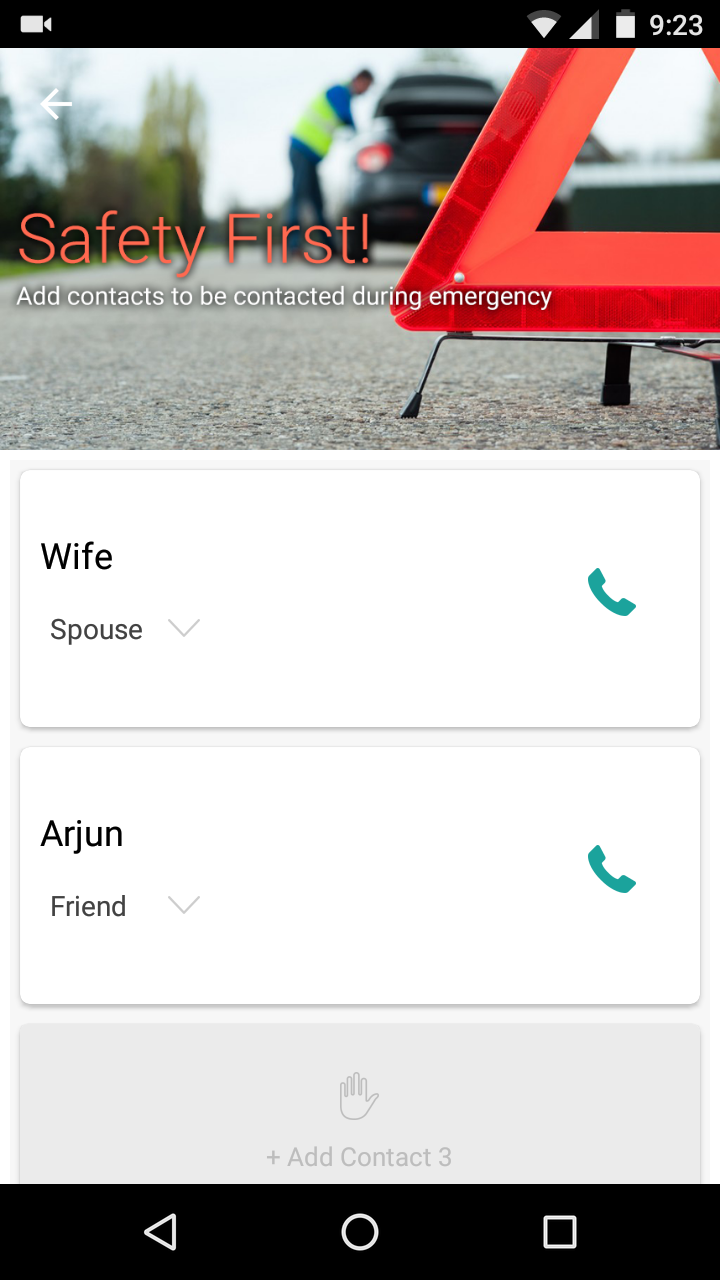 9:23
Safety First!
Add contacts to be contacted during emergency
Wife
Spouse
Arjun
Friend
+ Add Contact 3